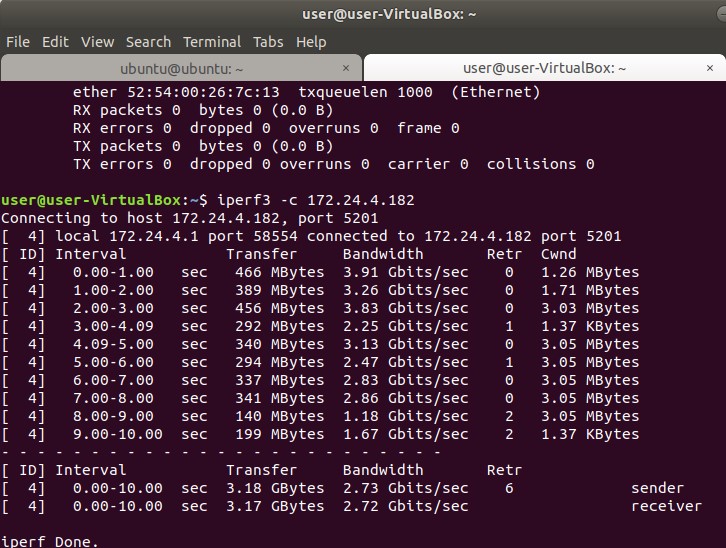 user@user-VirtualBox: ~
File Edit View Search Terminal Tabs Help
ubuntu@ubuntu: ~ × user@user-VirtualBox: ~ ×
ether 52:54:00:26:7c:13 txqueuelen 1000 (Ethernet)
RX packets 0 bytes 0 (0.0 B)
RX errors 0 dropped 0 overruns 0 frame 0
TX packets 0 bytes 0 (0.0 B)
TX errors 0 dropped 0 overruns 0 carrier 0 collisions 0
user@user-VirtualBox:~$ iperf3 -c 172.24.4.182
Connecting to host 172.24.4.182, port 5201
[ 4] local 172.24.4.1 port 58554 connected to 172.24.4.182 port 5201
[ ID] Interval Transfer Bandwidth Retr Cwnd
[ 4] 0.00-1.00 sec 466 MBytes 3.91 Gbits/sec 0 1.26 MBytes
[ 4] 1.00-2.00 sec 389 MBytes 3.26 Gbits/sec 0 1.71 MBytes
[ 4] 2.00-3.00 sec 456 MBytes 3.83 Gbits/sec 0 3.03 MBytes
[ 4] 3.00-4.09 sec 292 MBytes 2.25 Gbits/sec 1 1.37 KBytes
[ 4] 4.09-5.00 sec 340 MBytes 3.13 Gbits/sec 0 3.05 MBytes
[ 4] 5.00-6.00 sec 294 MBytes 2.47 Gbits/sec 1 3.05 MBytes
[ 4] 6.00-7.00 sec 337 MBytes 2.83 Gbits/sec 0 3.05 MBytes
[ 4] 7.00-8.00 sec 341 MBytes 2.86 Gbits/sec 0 3.05 MBytes
[ 4] 8.00-9.00 sec 140 MBytes 1.18 Gbits/sec 2 3.05 MBytes
[ 4] 9.00-10.00 sec 199 MBytes 1.67 Gbits/sec 2 1.37 KBytes
- - - - - - - - - - - - - - - - - - - - - - - - -
[ ID] Interval Transfer Bandwidth Retr
[ 4] 0.00-10.00 sec 3.18 GBytes 2.73 Gbits/sec 6 sender
[ 4] 0.00-10.00 sec 3.17 GBytes 2.72 Gbits/sec receiver
iperf Done.